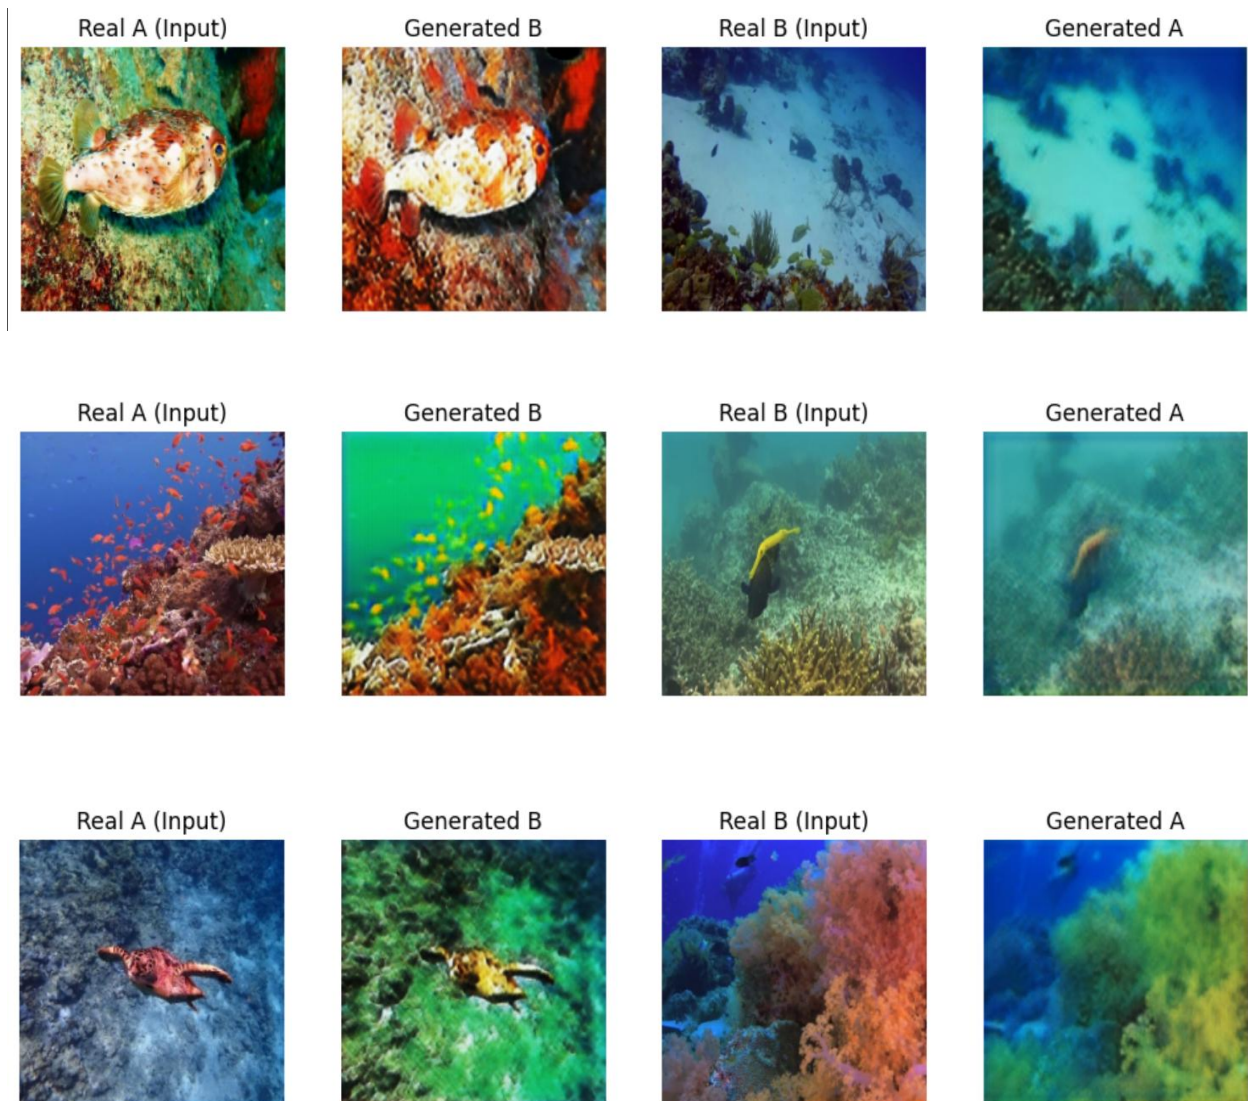 Real A (Input)
Generated B
Real B (Input)
Generated A
Real A (Input)
Generated B
Real B (Input)
Generated A
Real A (Input)
Generated B
Real B (Input)
Generated A